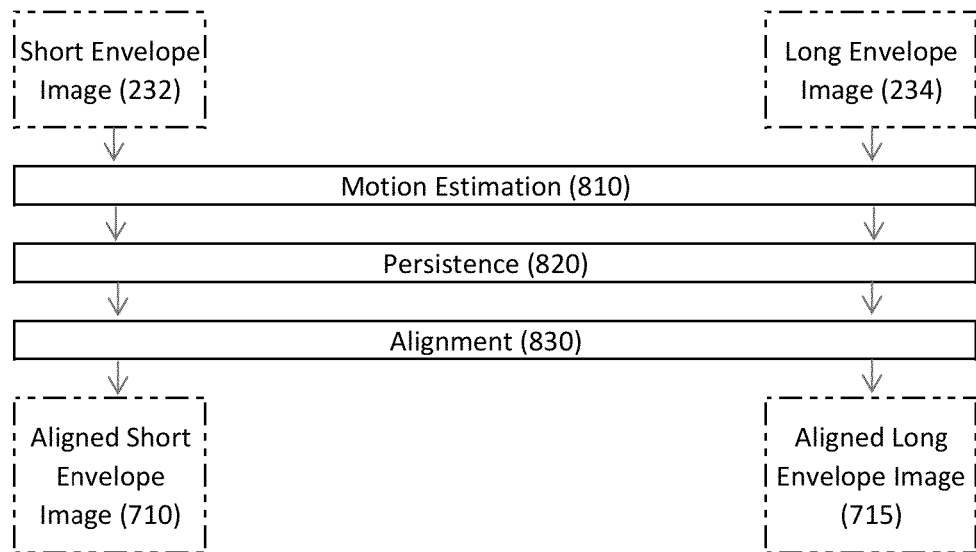 Short Envelope
Image (232)
Long Envelope
Image (234)
Motion Estimation (810)
Persistence (820)
Alignment (830)
Aligned Short
Envelope
Image (710)
Aligned Long
Envelope Image
(715)